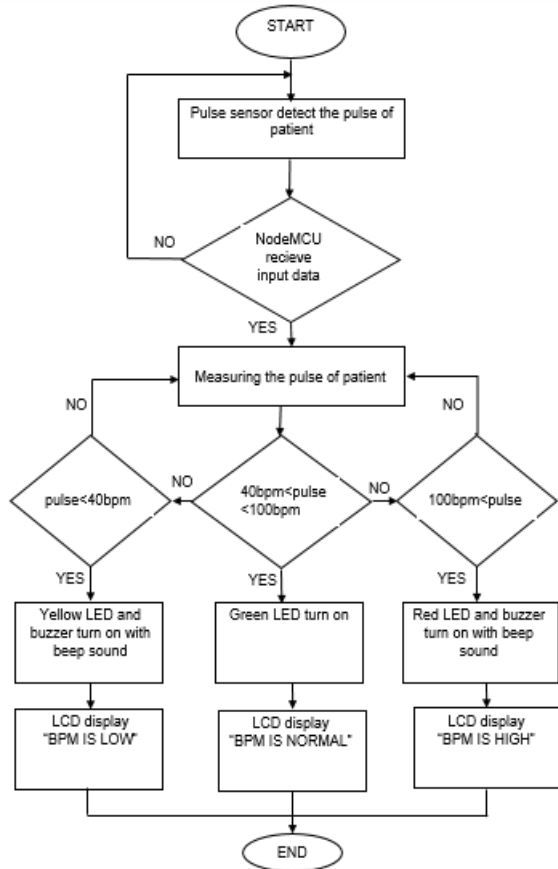 START
Pulse sensor detect the pulse of
patient
NO
NodeMCU
recieve
input data
YES
Measuring the pulse of patient
NO
NO
pulse<40bpm
NO
40bpm<pulse
<100bpm
NO
100bpm<pulse
YES
YES
YES
Yellow LED and
buzzer turn on with
beep sound
Green LED turn on
Red LED and buzzer
turn on with beep
sound
LCD display
“BPM IS LOW”
LCD display
“BPM IS NORMAL”
LCD display
“BPM IS HIGH”
END